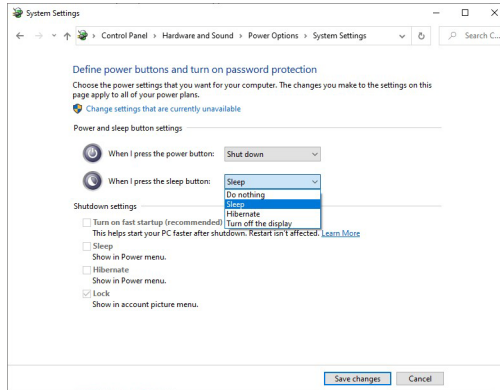 System Settings
Control Panel > Hardware and Sound > Power Options > System Settings
Search C...
Define power buttons and turn on password protection
Choose the power settings that you want for your computer. The changes you make to the settings on this
page apply to all of your power plans.
Change settings that are currently unavailable
Power and sleep button settings
When I press the power button: Shut down
When I press the sleep button: Sleep
Do nothing
Sleep
Hibernate
Turn off the display
Shutdown settings
Turn on fast startup (recommended)
This helps start your PC faster after shutdown. Restart isn't affected. Learn More
Sleep
Show in Power menu.
Hibernate
Show in Power menu.
Lock
Show in account picture menu.
Save changes Cancel